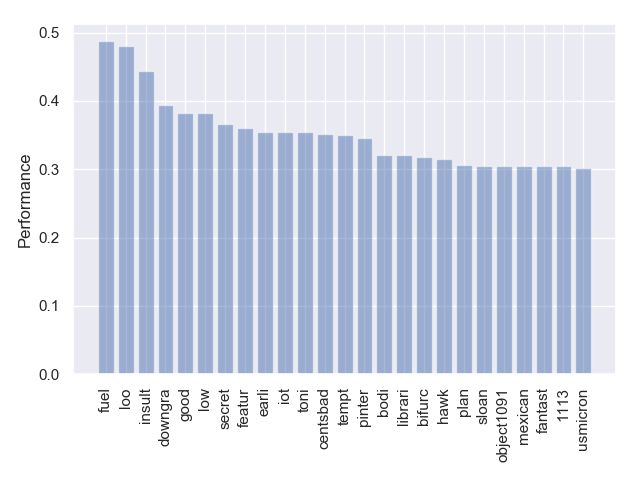 0.5
0.4
0.3
0.2
0.1
0.0
Performance
fuel
loo
insult
downgra
good
low
secret
featur
earli
iot
toni
centsbad
tempt
pinter
bodi
librari
bifurc
hawk
plan
sloan
object1091
mexican
fantast
1113
usmicron